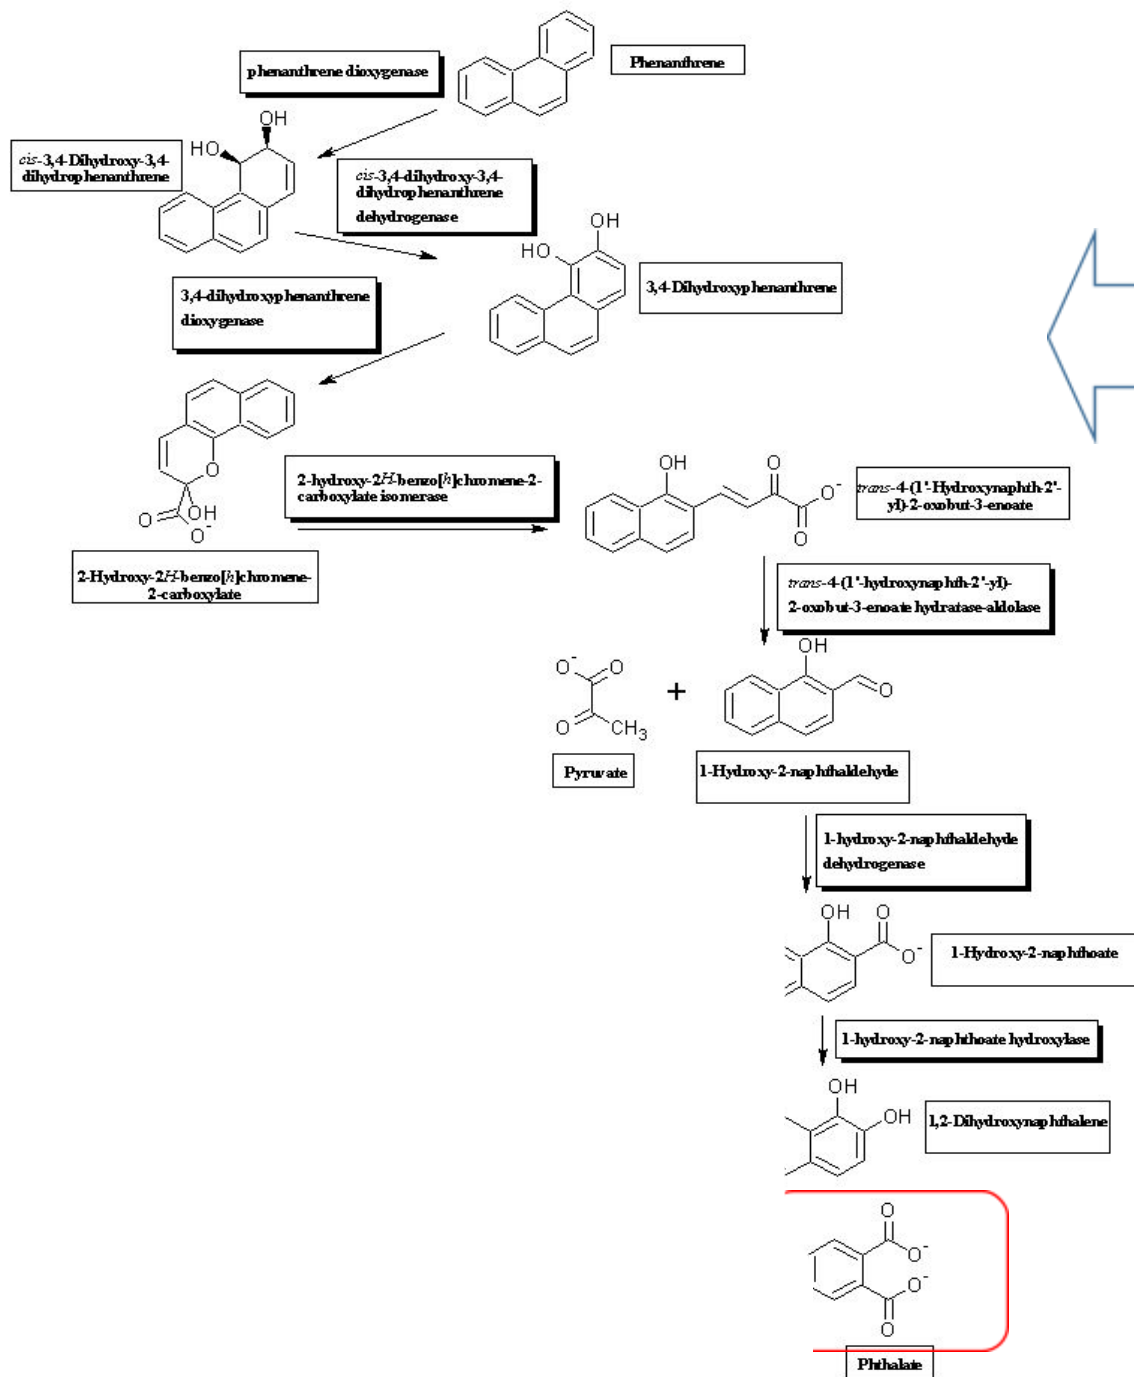 Phenanthrene
phenanthrene dioxygenase
OH
HO
cis-3,4-Dihydroxy-3,4-
dihydrophenanthrene
cis-3,4-dihydroxy-3,4-
dihydrophenanthrene
dehydrogenase
OH
HO
3,4-Dihydroxyphenanthrene
3,4-dihydroxyphenanthrene
dioxygenase
O
OH
O
O-
2-Hydroxy-2H-benzo[h]chromene-
2-carboxylate
2-hydroxy-2H-benzo[h]chromene-2-
carboxylate isomerase
OH
O
O-
O
trans-4-(1'-Hydroxynaphth-2'-
yl)-2-oxobut-3-enoate
trans-4-(1'-hydroxynaphth-2'-yl)-
2-oxobut-3-enoate hydratase-aldolase
O-
O
O
CH3
+
OH
O
Pyruvate
1-Hydroxy-2-naphthaldehyde
1-hydroxy-2-naphthaldehyde
dehydrogenase
OH
O
O-
1-Hydroxy-2-naphthoate
1-hydroxy-2-naphthoate hydroxylase
OH
OH
1,2-Dihydroxynaphthalene
O
O-
O-
O
Phthalate